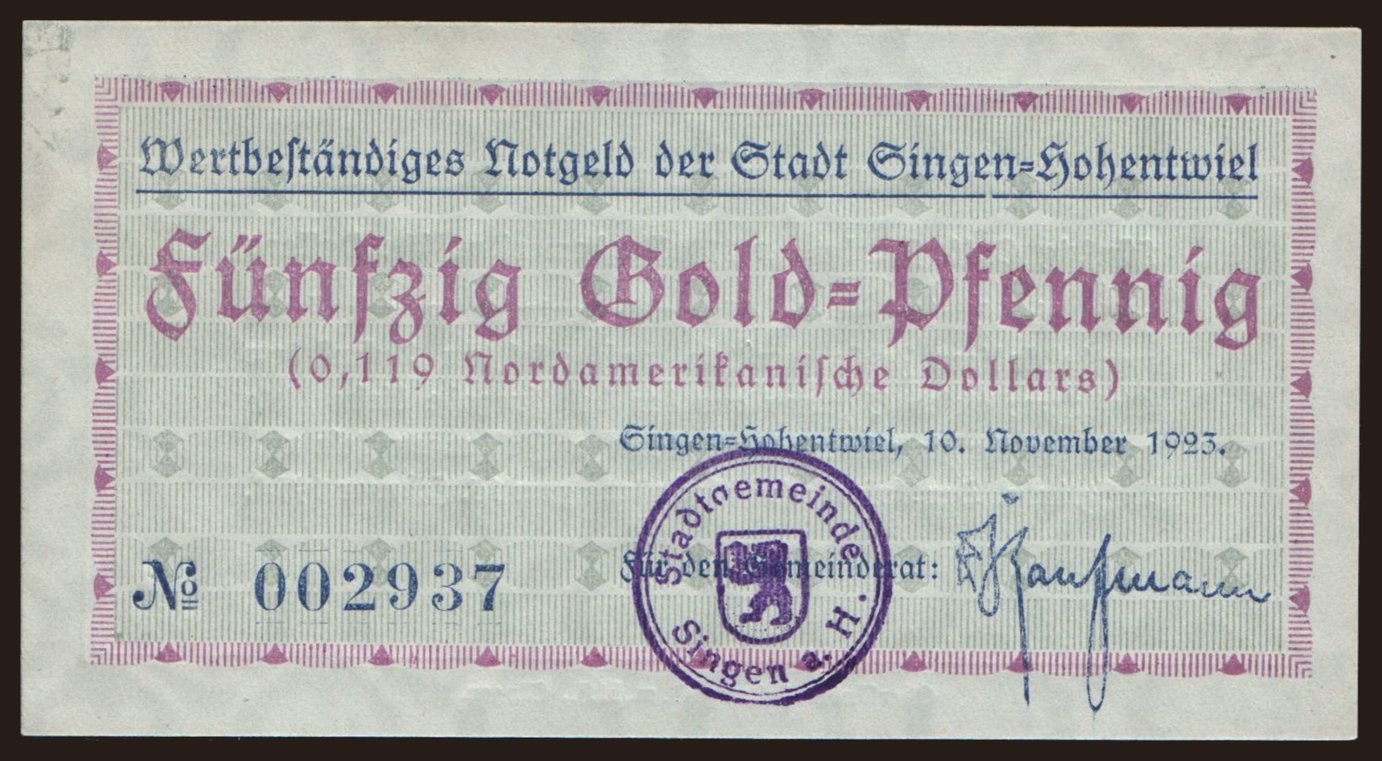 Wertbeständiges Notgeld der Stadt Singen=Hohentwiel
Fünfzig Gold=Pfennig
(0,119 Nordamerikanische Dollars)
Singen=Hohentwiel, 10. November 1923.
Stadtgemeinde
Singen a. H.
№ 002937
Für den Gemeinderat: Kaufmann